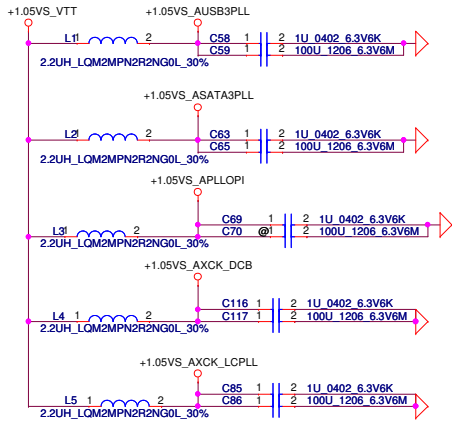 +1.05VS_VTT +1.05VS_AUSB3PLL
L1 1 2 C58 1 2 1U_0402_6.3V6K
C59 1 2 100U_1206_6.3V6M
2.2UH_LQM2MPN2R2NG0L_30%
+1.05VS_ASATA3PLL
L2 1 2 C63 1 2 1U_0402_6.3V6K
C65 1 2 100U_1206_6.3V6M
2.2UH_LQM2MPN2R2NG0L_30%
+1.05VS_APLLOPI
C69 1 2 1U_0402_6.3V6K
L3 1 2 C70 @ 1 2 100U_1206_6.3V6M
2.2UH_LQM2MPN2R2NG0L_30%
+1.05VS_AXCK_DCB
C116 1 2 1U_0402_6.3V6K
L4 1 2 C117 1 2 100U_1206_6.3V6M
2.2UH_LQM2MPN2R2NG0L_30%
+1.05VS_AXCK_LCPLL
C85 1 2 1U_0402_6.3V6K
L5 1 2 C86 1 2 100U_1206_6.3V6M
2.2UH_LQM2MPN2R2NG0L_30%